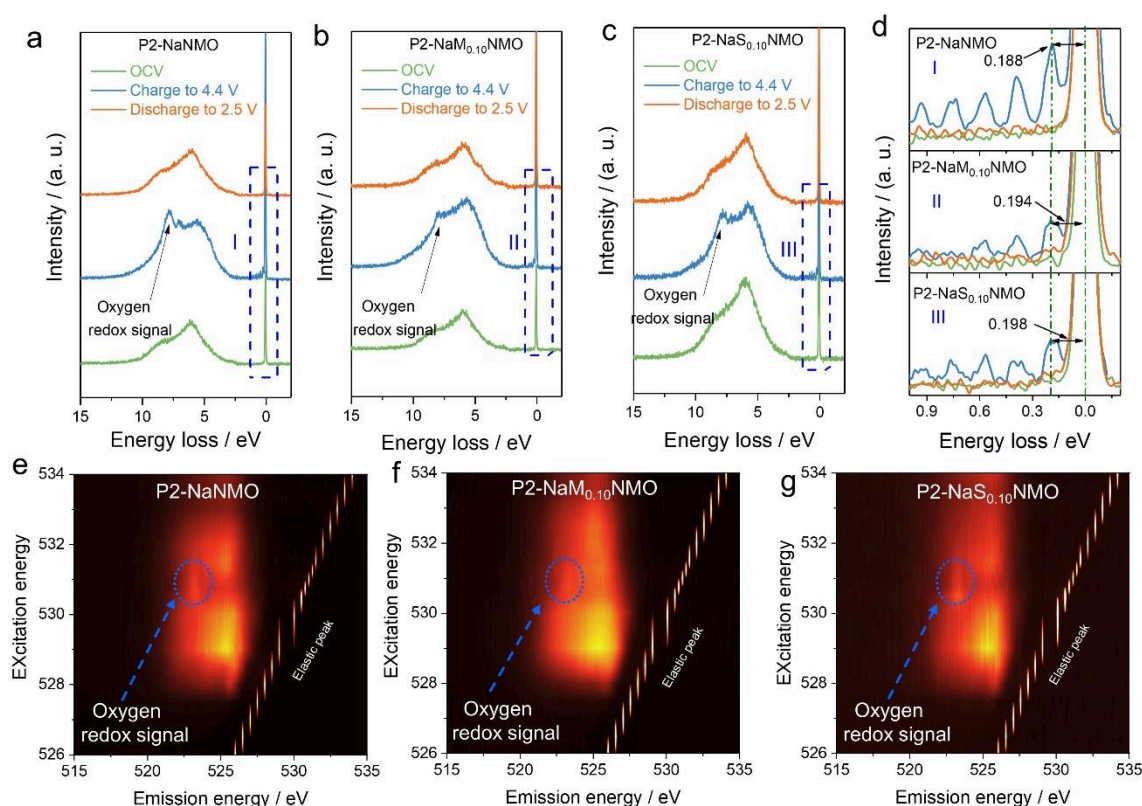 a
P2-NaNMO
OCV
Charge to 4.4 V
Discharge to 2.5 V
I
Oxygen
redox signal
Intensity / (a. u.)
15 10 5 0
Energy loss / eV
b
P2-NaM0.10NMO
OCV
Charge to 4.4 V
Discharge to 2.5 V
II
Oxygen
redox signal
Intensity / (a. u.)
15 10 5 0
Energy loss / eV
c
P2-NaS0.10NMO
OCV
Charge to 4.4 V
Discharge to 2.5 V
III
Oxygen
redox signal
Intensity / (a. u.)
15 10 5 0
Energy loss / eV
d
P2-NaNMO
I
0.188
P2-NaM0.10NMO
II
0.194
P2-NaS0.10NMO
III
0.198
Intensity / (a. u.)
0.9 0.6 0.3 0.0
Energy loss / eV
e
P2-NaNMO
534
532
530
528
526
EXcitation energy
Elastic peak
Oxygen
redox signal
515 520 525 530 535
Emission energy / eV
f
P2-NaM0.10NMO
534
532
530
528
526
EXcitation energy
Elastic peak
Oxygen
redox signal
515 520 525 530 535
Emission energy / eV
g
P2-NaS0.10NMO
534
532
530
528
526
EXcitation energy
Elastic peak
Oxygen
redox signal
515 520 525 530 535
Emission energy / eV